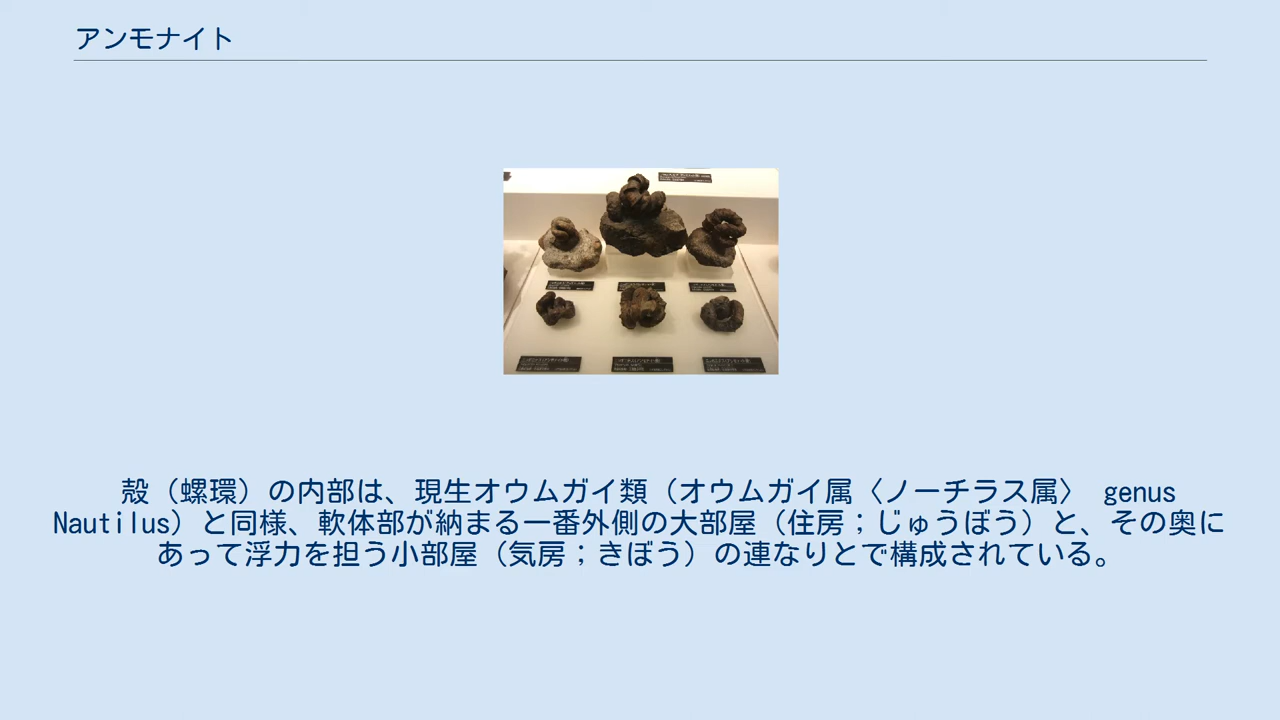 アンモナイト
殻（螺環）の内部は、現生オウムガイ類（オウムガイ属〈ノーチラス属〉 genus
Nautilus）と同様、軟体部が納まる一番外側の大部屋（住房；じゅうぼう）と、その奥に
あって浮力を担う小部屋（気房；きぼう）の連なりとで構成されている。